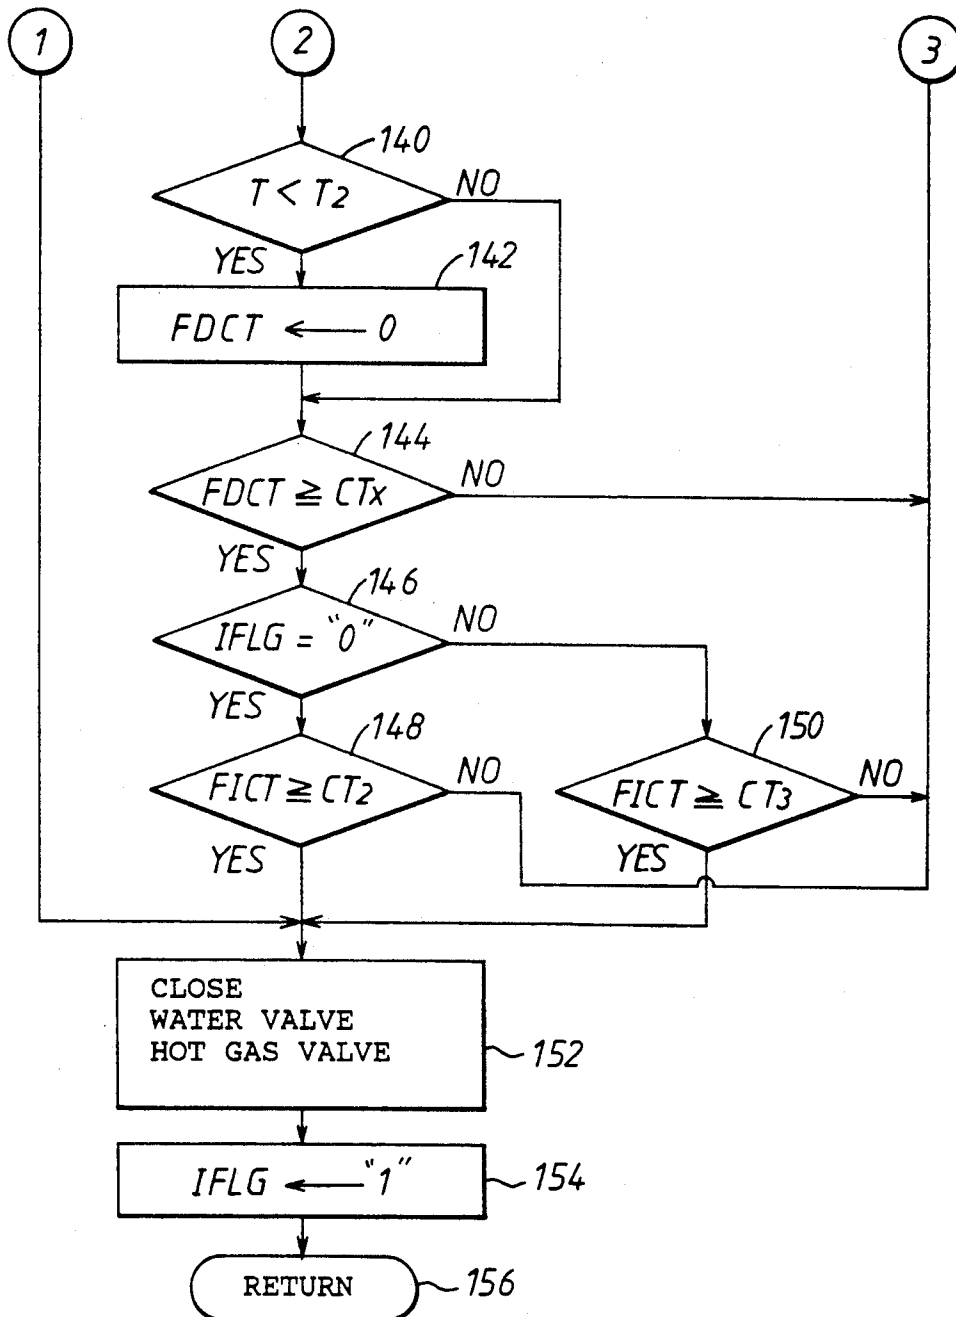 1
2
3
140
T < T2
NO
YES
142
FDCT ← 0
144
FDCT ≧ CTx
NO
YES
146
IFLG = "0"
NO
YES
148
FICT ≧ CT2
NO
YES
150
FICT ≧ CT3
NO
YES
CLOSE
WATER VALVE
HOT GAS VALVE
152
IFLG ← "1"
154
RETURN
156